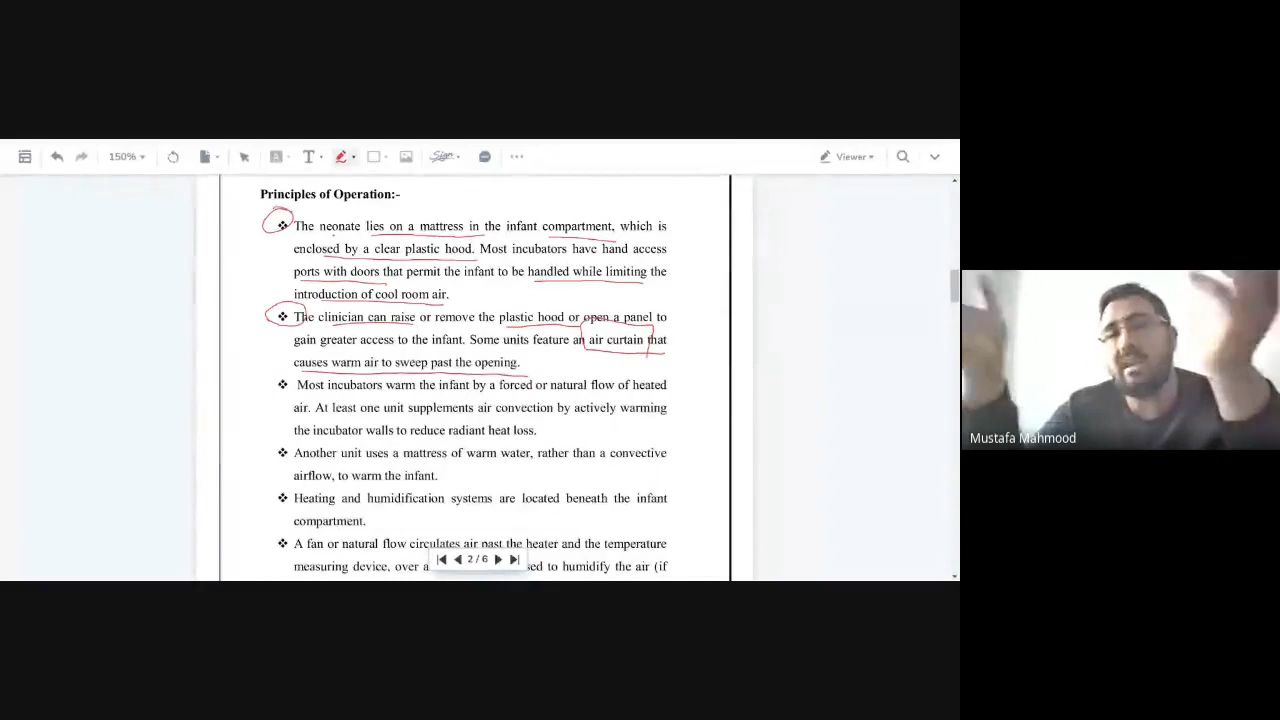 150%
T
Sign
Viewer
Principles of Operation:-
The neonate lies on a mattress in the infant compartment, which is
enclosed by a clear plastic hood. Most incubators have hand access
ports with doors that permit the infant to be handled while limiting the
introduction of cool room air.
The clinician can raise or remove the plastic hood or open a panel to
gain greater access to the infant. Some units feature an air curtain that
causes warm air to sweep past the opening.
Most incubators warm the infant by a forced or natural flow of heated
air. At least one unit supplements air convection by actively warming
the incubator walls to reduce radiant heat loss.
Another unit uses a mattress of warm water, rather than a convective
airflow, to warm the infant.
Heating and humidification systems are located beneath the infant
compartment.
A fan or natural flow circulates air past the heater and the temperature
measuring device, over a
sed to humidify the air (if
2 / 6
Mustafa Mahmood